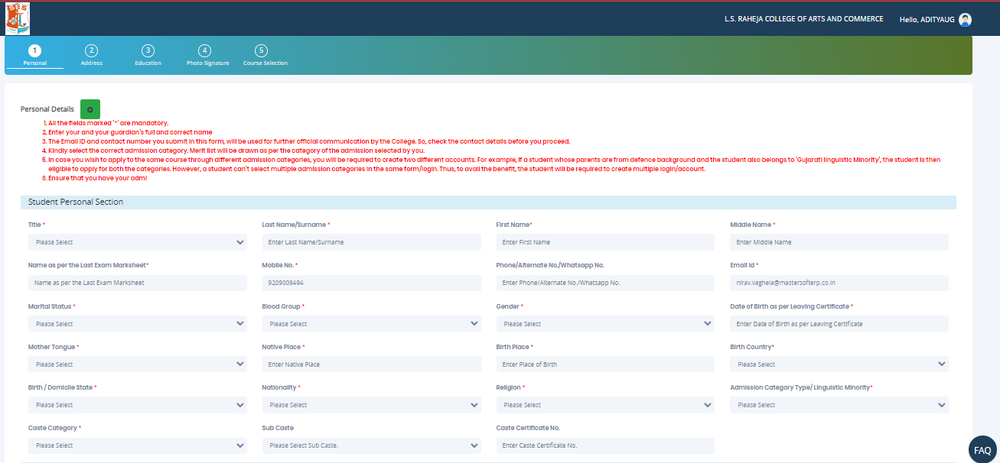 SES
L.S. RAHEJA COLLEGE OF ARTS AND COMMERCE
Hello, ADITYAUG
1 2 3 4 5
Personal Address Education Photo Signature Course Selection
Personal Details
1. All the fields marked '*' are mandatory.
2. Enter your and your guardian's full and correct name
3. The Email ID and contact number you submit in this form, will be used for further official communication by the College. So, check the contact details before you proceed.
4. Kindly select the correct admission category. Merit list will be drawn as per the category of the admission selected by you.
5. In case you wish to apply to the same course through different admission categories, you will be required to create two different accounts. For example, if a student whose parents are from defence background and the student also belongs to 'Gujarati linguistic Minority', the student is then
eligible to apply for both the categories. However, a student can't select multiple admission categories in the same form/login. Thus, to avail the benefit, the student will be required to create multiple login/account.
6. Ensure that you have your admi
Student Personal Section
Title * Last Name/Surname * First Name* Middle Name *
Please Select Enter Last Name/Surname Enter First Name Enter Middle Name
Name as per the Last Exam Marksheet* Mobile No. * Phone/Alternate No./Whatsapp No. Email Id *
Name as per the Last Exam Marksheet 9209009494 Enter Phone/Alternate No./Whatsapp No. nirav.vaghela@mastersofterp.co.in
Marital Status * Blood Group * Gender * Date of Birth as per Leaving Certificate *
Please Select Please Select Please Select Enter Date of Birth as per Leaving Certificate
Mother Tongue * Native Place * Birth Place * Birth Country*
Please Select Enter Native Place Enter Place of Birth Please Select
Birth / Domicile State * Nationality * Religion * Admission Category Type/ Linguistic Minority*
Please Select Please Select Please Select Please Select
Caste Category * Sub Caste Caste Certificate No.
Please Select Please Select Sub Caste. Enter Caste Certificate No.
FAQ